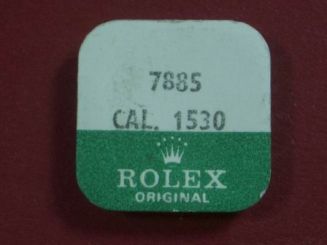 7885
CAL. 1530
ROLEX
ORIGINAL